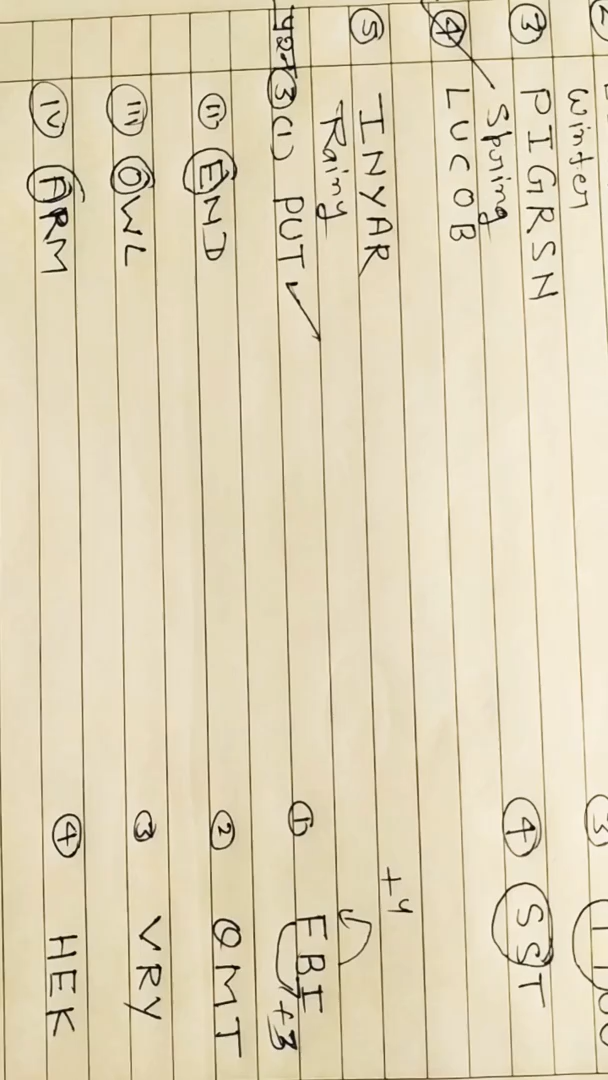 Winter
③ PIGRSN
Spring
④ LUCOB
⑤ INYAR
Rainy
③ (1) PUT ✓
(ii) END
(iii) OWL
(iv) ARM
④ SST
+4
① FBI
+3
② QMT
③ VRY
④ HEK